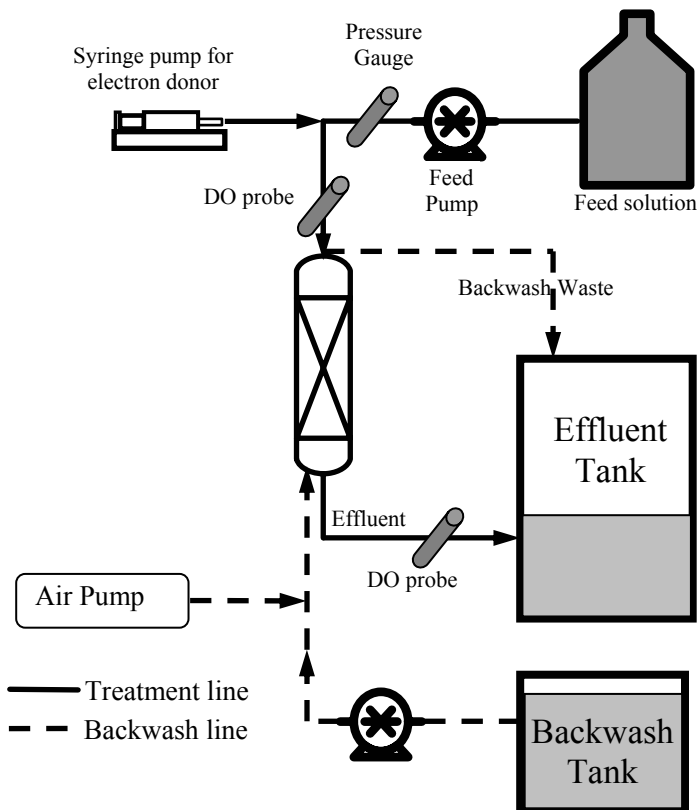 Pressure
Gauge
Syringe pump for
electron donor
DO probe
Feed
Pump
Feed solution
Backwash Waste
Effluent
Tank
Effluent
DO probe
Air Pump
Treatment line
Backwash line
Backwash
Tank